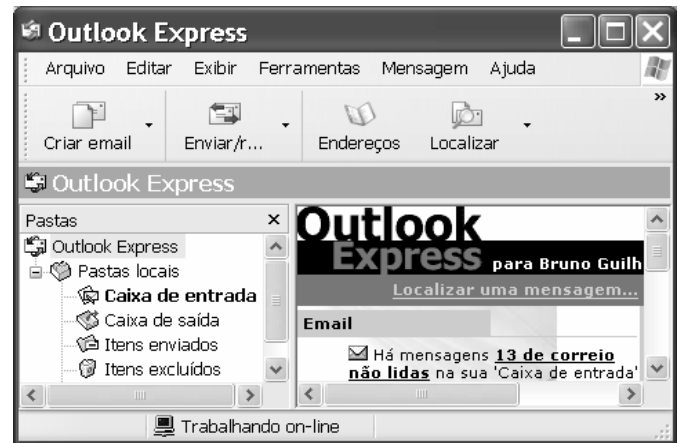 Outlook Express
Arquivo Editar Exibir Ferramentas Mensagem Ajuda
Criar email Enviar/r... Endereços Localizar
Outlook Express
Pastas
Outlook Express
Pastas locais
Caixa de entrada
Caixa de saída
Itens enviados
Itens excluídos
Outlook
Express para Bruno Guilh
Localizar uma mensagem...
Email
Há mensagens 13 de correio
não lidas na sua 'Caixa de entrada'
Trabalhando on-line